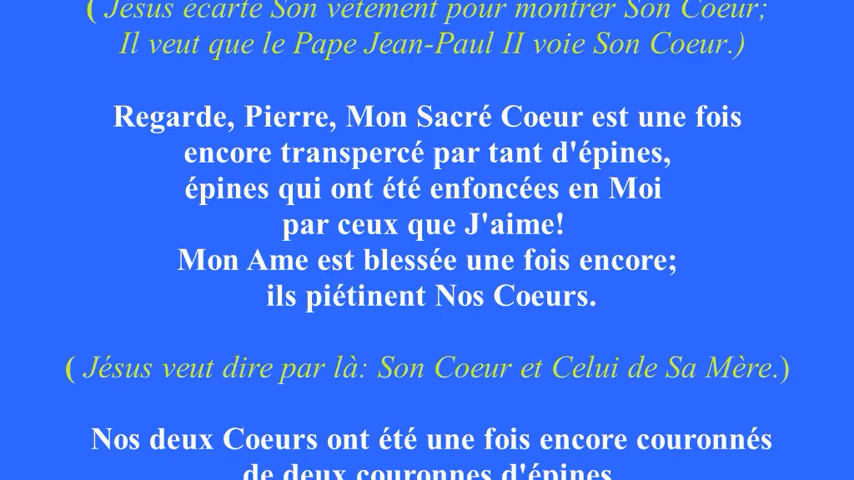 ( Jésus écarte Son vêtement pour montrer Son Coeur;
Il veut que le Pape Jean-Paul II voie Son Coeur.)
Regarde, Pierre, Mon Sacré Coeur est une fois
encore transpercé par tant d'épines,
épines qui ont été enfoncées en Moi
par ceux que J'aime!
Mon Ame est blessée une fois encore;
ils piétinent Nos Coeurs.
( Jésus veut dire par là: Son Coeur et Celui de Sa Mère.)
Nos deux Coeurs ont été une fois encore couronnés
de deux couronnes d'épines